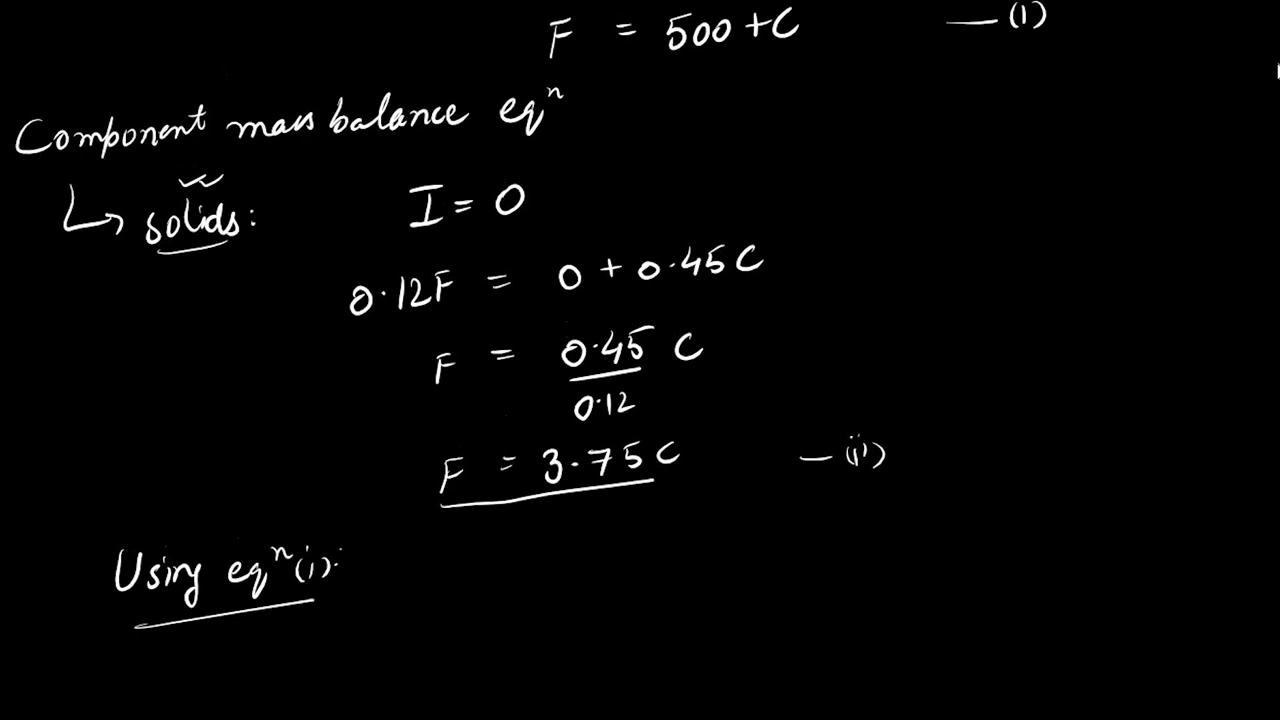 F = 500 + C —(1)
Component mass balance eqⁿ
↳ solids: I = 0
0.12F = 0 + 0.45C
F = 0.45/0.12 C
F = 3.75C —(ii)
Using eqⁿ(i):